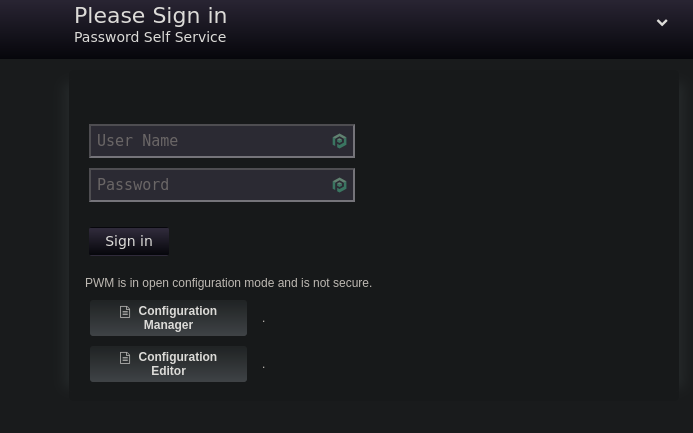 Please Sign in
Password Self Service
User Name
Password
Sign in
PWM is in open configuration mode and is not secure.
Configuration
Manager
.
Configuration
Editor
.